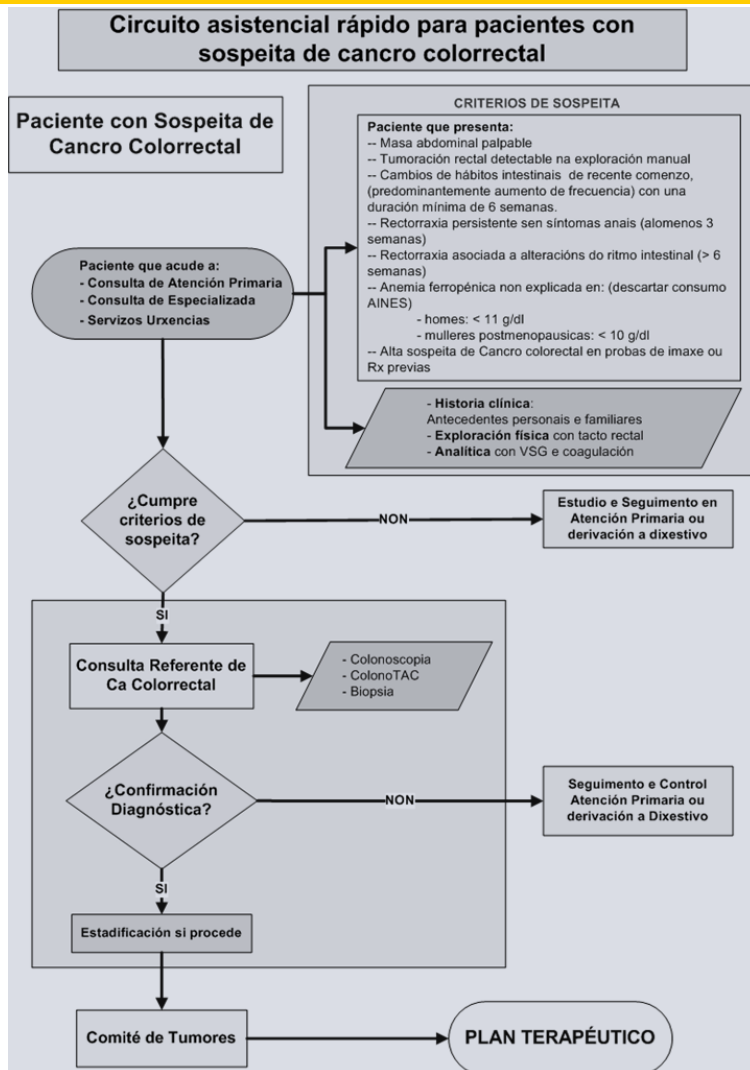 Circuito asistencial rápido para pacientes con
sospeita de cancro colorrectal
Paciente con Sospeita de
Cancro Colorrectal
CRITERIOS DE SOSPEITA
Paciente que presenta:
-- Masa abdominal palpable
-- Tumoración rectal detectable na exploración manual
-- Cambios de hábitos intestinais de recente comenzo,
(predominantemente aumento de frecuencia) con una
duración mínima de 6 semanas.
-- Rectorraxia persistente sen síntomas anais (alomenos 3
semanas)
-- Rectorraxia asociada a alteracións do ritmo intestinal (> 6
semanas)
-- Anemia ferropénica non explicada en: (descartar consumo
AINES)
- homes: < 11 g/dl
- mulleres postmenopausicas: < 10 g/dl
-- Alta sospeita de Cancro colorectal en probas de imaxe ou
Rx previas
Paciente que acude a:
- Consulta de Atención Primaria
- Consulta de Especializada
- Servizos Urxencias
- Historia clínica:
Antecedentes personais e familiares
- Exploración física con tacto rectal
- Analítica con VSG e coagulación
¿Cumpre
criterios de
sospeita?
NON
Estudio e Seguimento en
Atención Primaria ou
derivación a dixestivo
SI
Consulta Referente de
Ca Colorrectal
- Colonoscopia
- ColonoTAC
- Biopsia
¿Confirmación
Diagnóstica?
NON
Seguimento e Control
Atención Primaria ou
derivación a Dixestivo
SI
Estadificación si procede
Comité de Tumores
PLAN TERAPÉUTICO